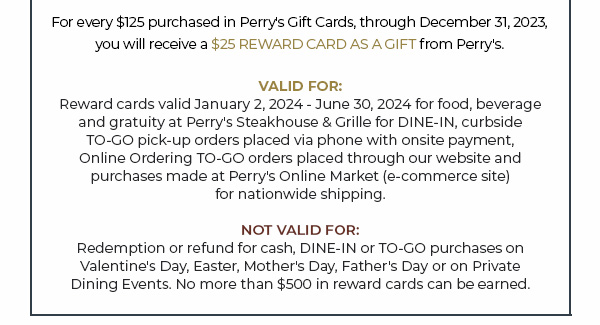 For every $125 purchased in Perry's Gift Cards, through December 31, 2023,
you will receive a $25 REWARD CARD AS A GIFT from Perry's.
VALID FOR:
Reward cards valid January 2, 2024 - June 30, 2024 for food, beverage
and gratuity at Perry's Steakhouse & Grille for DINE-IN, curbside
TO-GO pick-up orders placed via phone with onsite payment,
Online Ordering TO-GO orders placed through our website and
purchases made at Perry's Online Market (e-commerce site)
for nationwide shipping.
NOT VALID FOR:
Redemption or refund for cash, DINE-IN or TO-GO purchases on
Valentine's Day, Easter, Mother's Day, Father's Day or on Private
Dining Events. No more than $500 in reward cards can be earned.